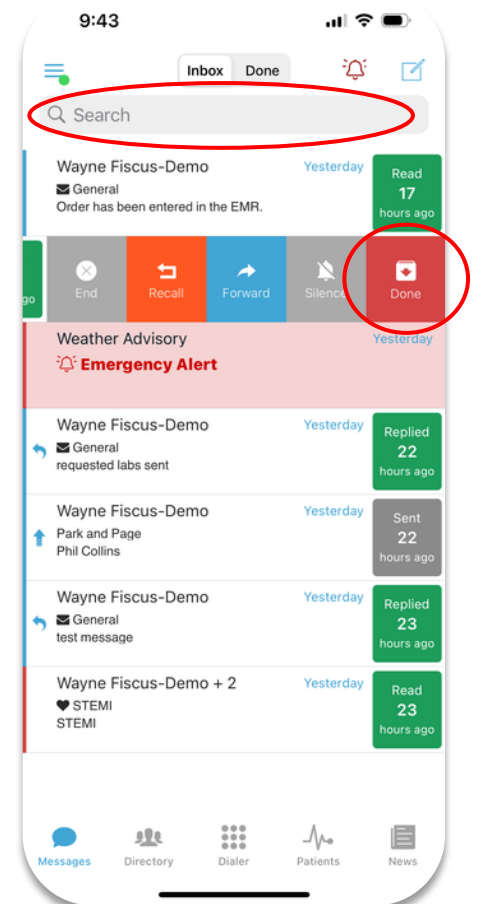 9:43
Inbox Done
Search
Wayne Fiscus-Demo Yesterday
General
Order has been entered in the EMR.
Read
17
hours ago
go
End Recall Forward Silence Done
Weather Advisory Yesterday
Emergency Alert
Wayne Fiscus-Demo Yesterday
General
requested labs sent
Replied
22
hours ago
Wayne Fiscus-Demo Yesterday
Park and Page
Phil Collins
Sent
22
hours ago
Wayne Fiscus-Demo Yesterday
General
test message
Replied
23
hours ago
Wayne Fiscus-Demo + 2 Yesterday
STEMI
STEMI
Read
23
hours ago
Messages Directory Dialer Patients News